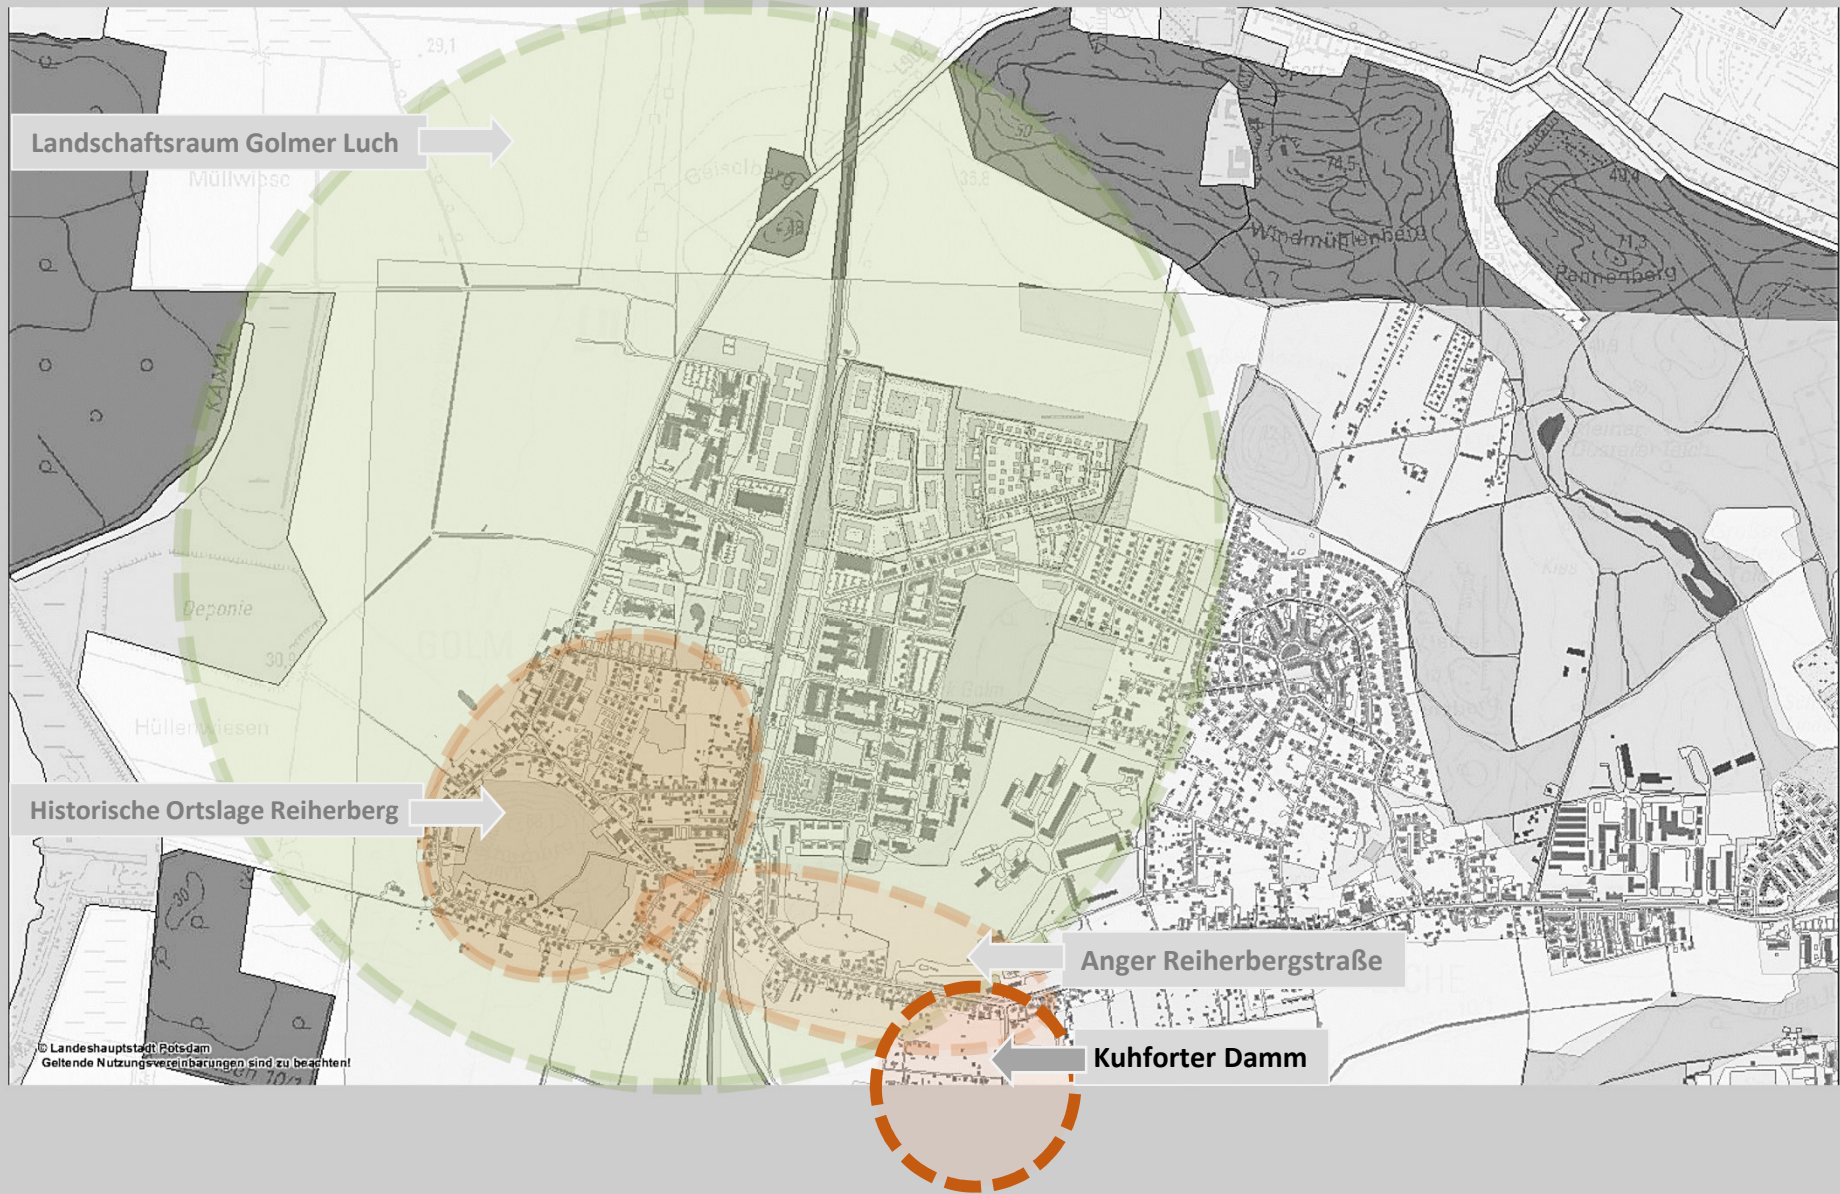 29,1
Landschaftsraum Golmer Luch
Müllwiese
Geiselberg
36,8
50
74,5
49,4
Windmühlenberg
71,3
Pannenberg
KANAL
Deponie
GOLM
30,9
Hüllenwiesen
Historische Ortslage Reiherberg
Anger Reiherbergstraße
Kuhforter Damm
30
© Landeshauptstadt Potsdam
Geltende Nutzungsvereinbarungen sind zu beachten!